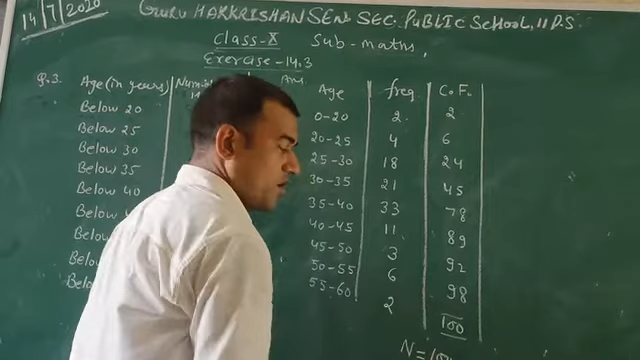 14/7/2020
GURU HARKRISHAN SEN. SEC. PUBLIC SCHOOL, 11 P.S.
Class-X Sub-maths.
Exercise-14.3
Q.3. Age (in years) Ans. Age freq C.F.
Below 20 0-20 2 2
Below 25 20-25 4 6
Below 30 25-30 18 24
Below 35 30-35 21 45
Below 40 35-40 33 78
Below 40-45 11 89
45-50 3 92
50-55 6 98
55-60 2 100